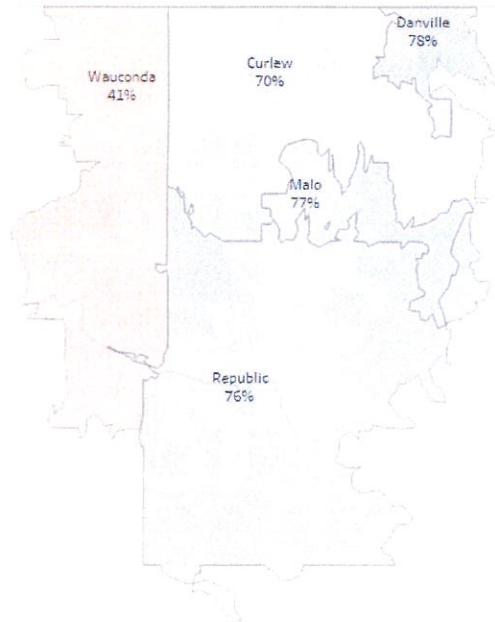 Danville
78%
Curlew
70%
Wauconda
41%
Malo
77%
Republic
76%